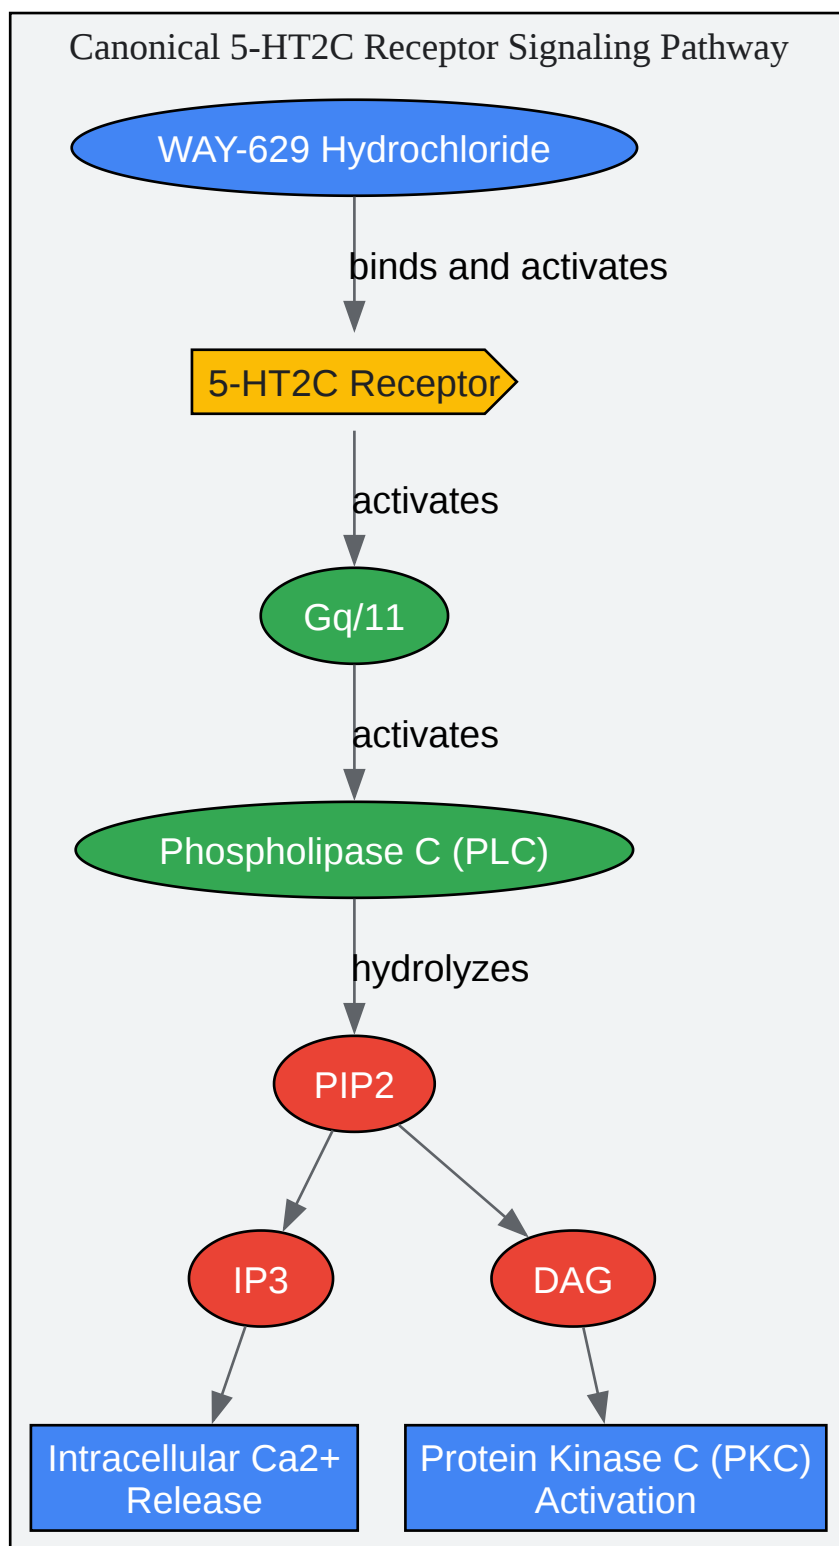 Canonical 5-HT2C Receptor Signaling Pathway
WAY-629 Hydrochloride
binds and activates
5-HT2C Receptor
activates
Gq/11
activates
Phospholipase C (PLC)
hydrolyzes
PIP2
IP3
DAG
Intracellular Ca2+
Release
Protein Kinase C (PKC)
Activation